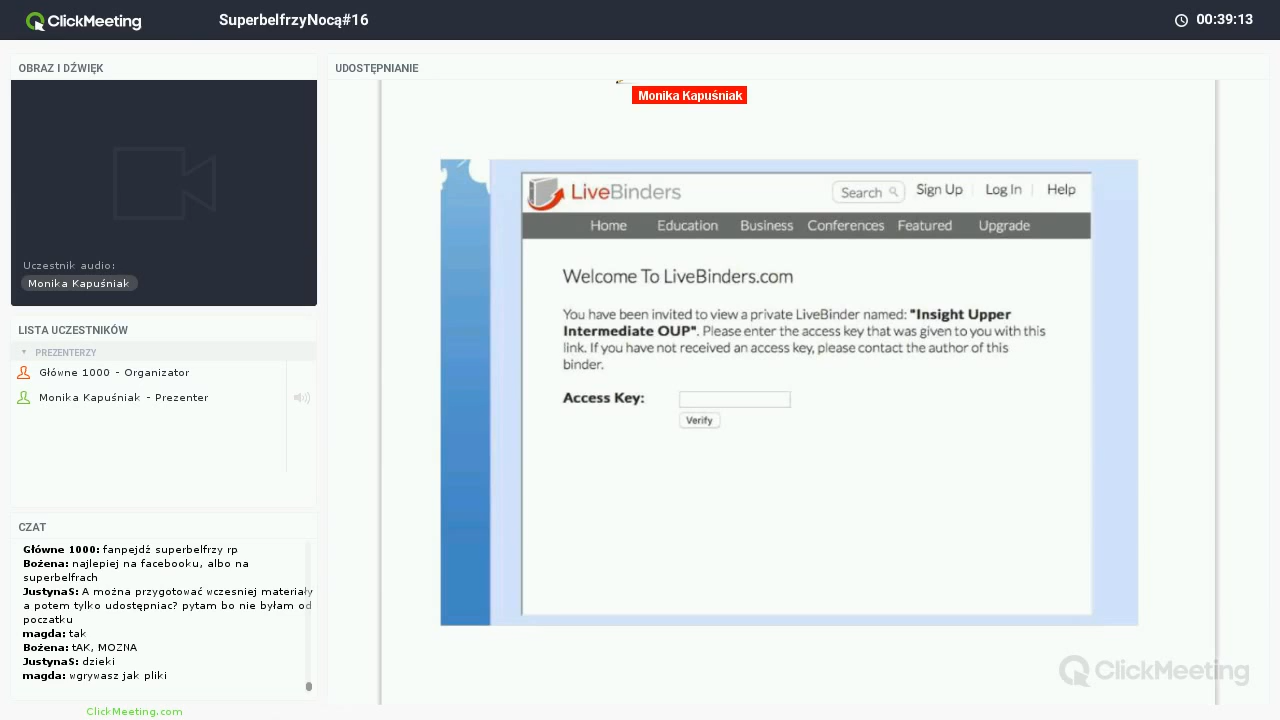 ClickMeeting
SuperbelfrzyNocą#16
00:39:13
OBRAZ I DŹWIĘK
Uczestnik audio:
Monika Kapuśniak
LISTA UCZESTNIKÓW
PREZENTERZY
Główne 1000 - Organizator
Monika Kapuśniak - Prezenter
CZAT
Główne 1000: fanpejdź superbelfrzy rp
Bożena: najlepiej na facebooku, albo na
superbelfrach
JustynaS: A można przygotować wczesniej materiały
a potem tylko udostępniac? pytam bo nie byłam od
poczatku
magda: tak
Bożena: tAK, MOZNA
JustynaS: dzieki
magda: wgrywasz jak pliki
ClickMeeting.com
UDOSTĘPNIANIE
Monika Kapuśniak
LiveBinders
Search
Sign Up
Log In
Help
Home Education Business Conferences Featured Upgrade
Welcome To LiveBinders.com
You have been invited to view a private LiveBinder named: "Insight Upper
Intermediate OUP". Please enter the access key that was given to you with this
link. If you have not received an access key, please contact the author of this
binder.
Access Key:
Verify
ClickMeeting